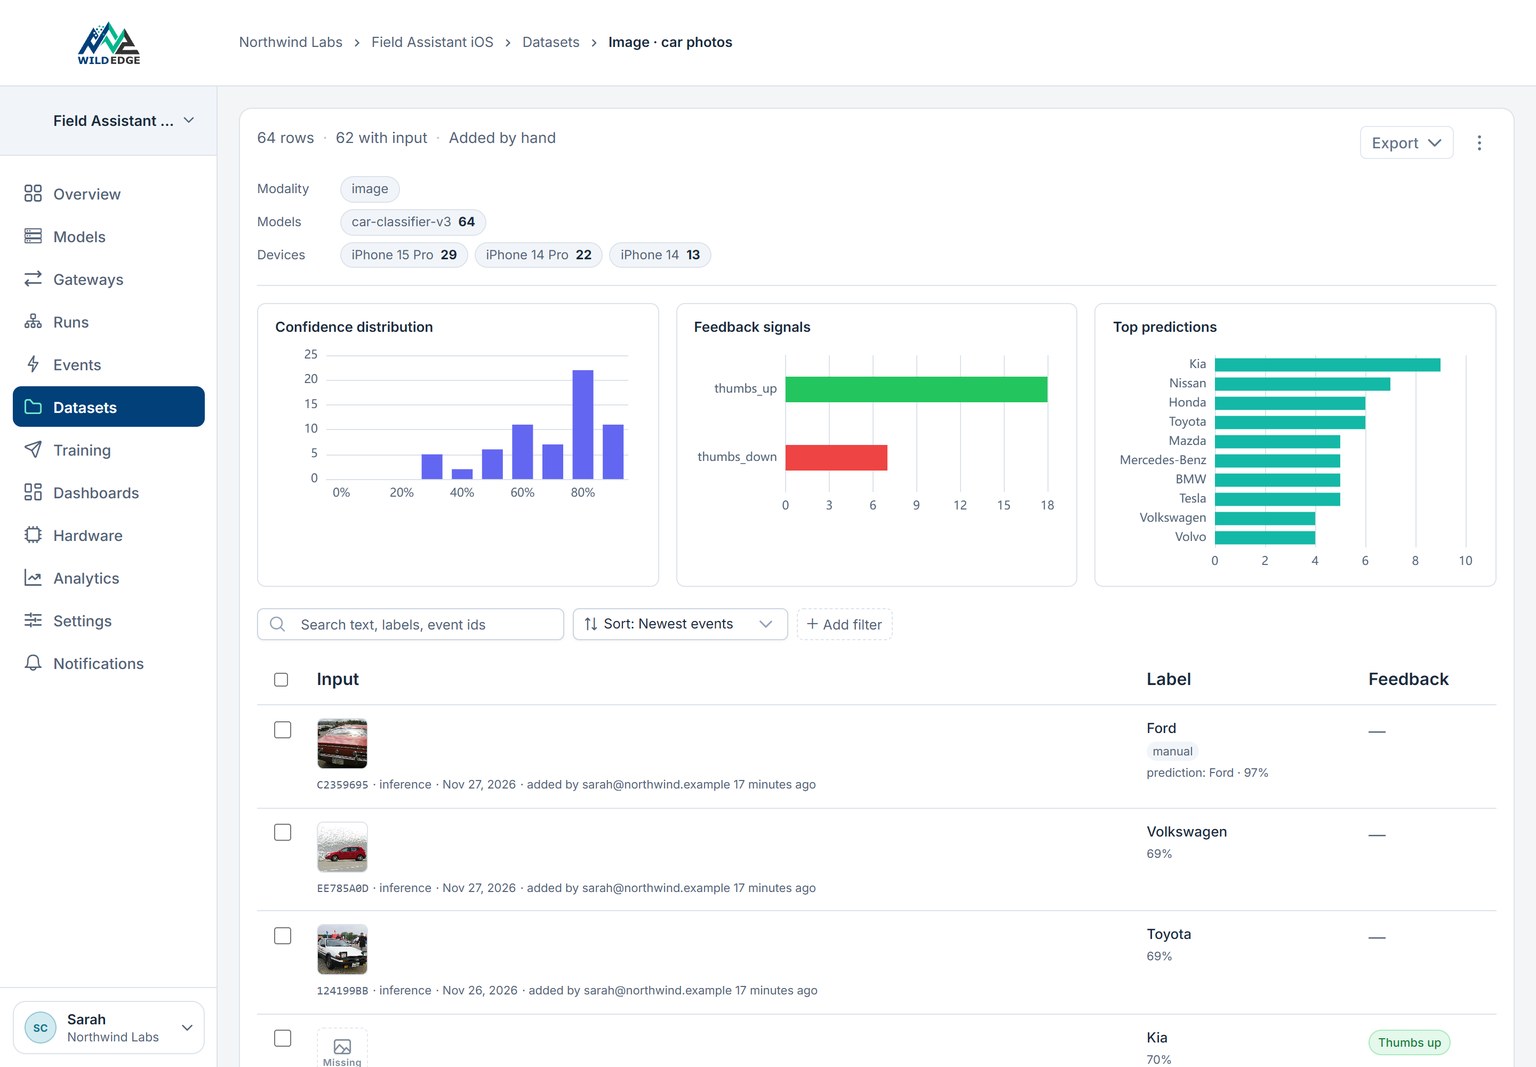 WILDEDGE
Northwind Labs › Field Assistant iOS › Datasets › Image · car photos
Field Assistant ...
Overview
Models
Gateways
Runs
Events
Datasets
Training
Dashboards
Hardware
Analytics
Settings
Notifications
SC
Sarah
Northwind Labs
64 rows · 62 with input · Added by hand
Export
Modality image
Models car-classifier-v3 64
Devices iPhone 15 Pro 29 iPhone 14 Pro 22 iPhone 14 13
Confidence distribution
25
20
15
10
5
0
0% 20% 40% 60% 80%
Feedback signals
thumbs_up
thumbs_down
0 3 6 9 12 15 18
Top predictions
Kia
Nissan
Honda
Toyota
Mazda
Mercedes-Benz
BMW
Tesla
Volkswagen
Volvo
0 2 4 6 8 10
Search text, labels, event ids
Sort: Newest events
+ Add filter
Input Label Feedback
Ford
manual
prediction: Ford · 97%
—
C2359695 · inference · Nov 27, 2026 · added by sarah@northwind.example 17 minutes ago
Volkswagen
69%
—
EE785A0D · inference · Nov 27, 2026 · added by sarah@northwind.example 17 minutes ago
Toyota
69%
—
124199BB · inference · Nov 26, 2026 · added by sarah@northwind.example 17 minutes ago
Missing
Kia
70%
Thumbs up